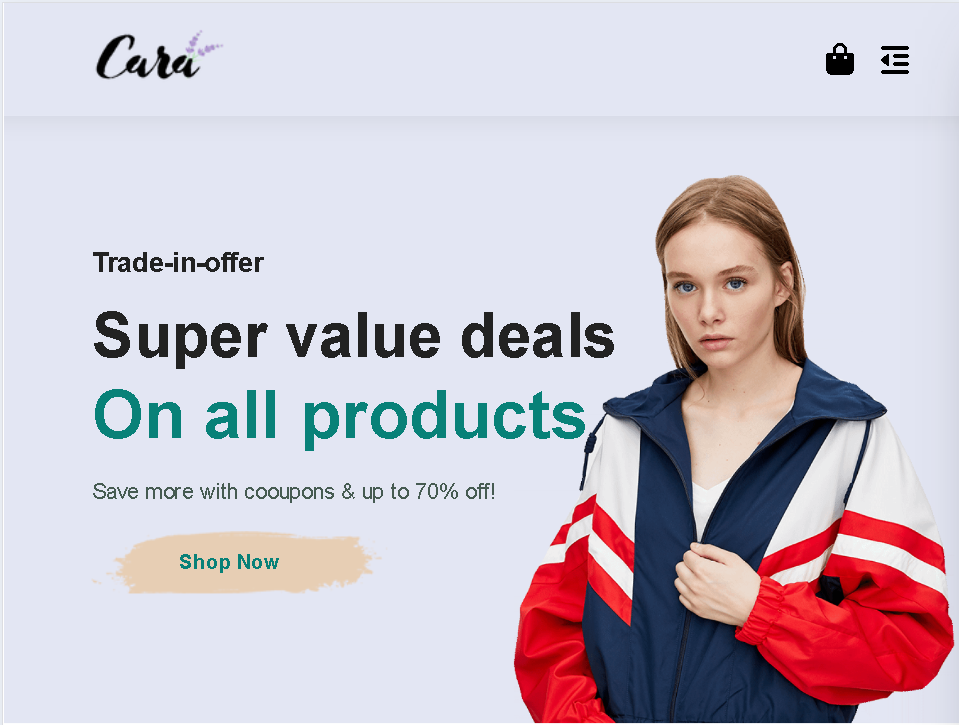 Cara
Trade-in-offer
Super value deals
On all products
Save more with cooupons & up to 70% off!
Shop Now